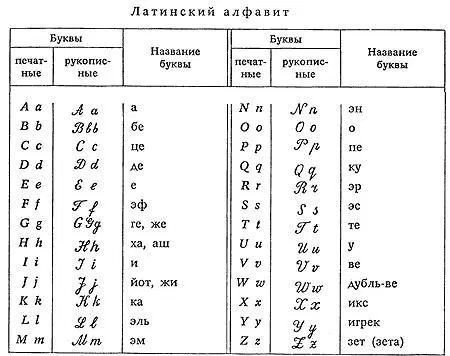 Латинский алфавит
Буквы Название буквы Буквы Название буквы
печатные рукописные печатные рукописные
A a A a а N n N n эн
B b B b b бе O o O o о
C c C c це P p P p пе
D d D d де Q q Q q ку
E e E e е R r R r эр
F f F f эф S s S s эс
G g G G g ге, же T t T t те
H h H h ха, аш U u U u у
I i I i и V v V v ве
J j J j йот, жи W w W w дубль-ве
K k K k ка X x X x икс
L l L l эль Y y Y y игрек
M m M m эм Z z Z z зет (зета)